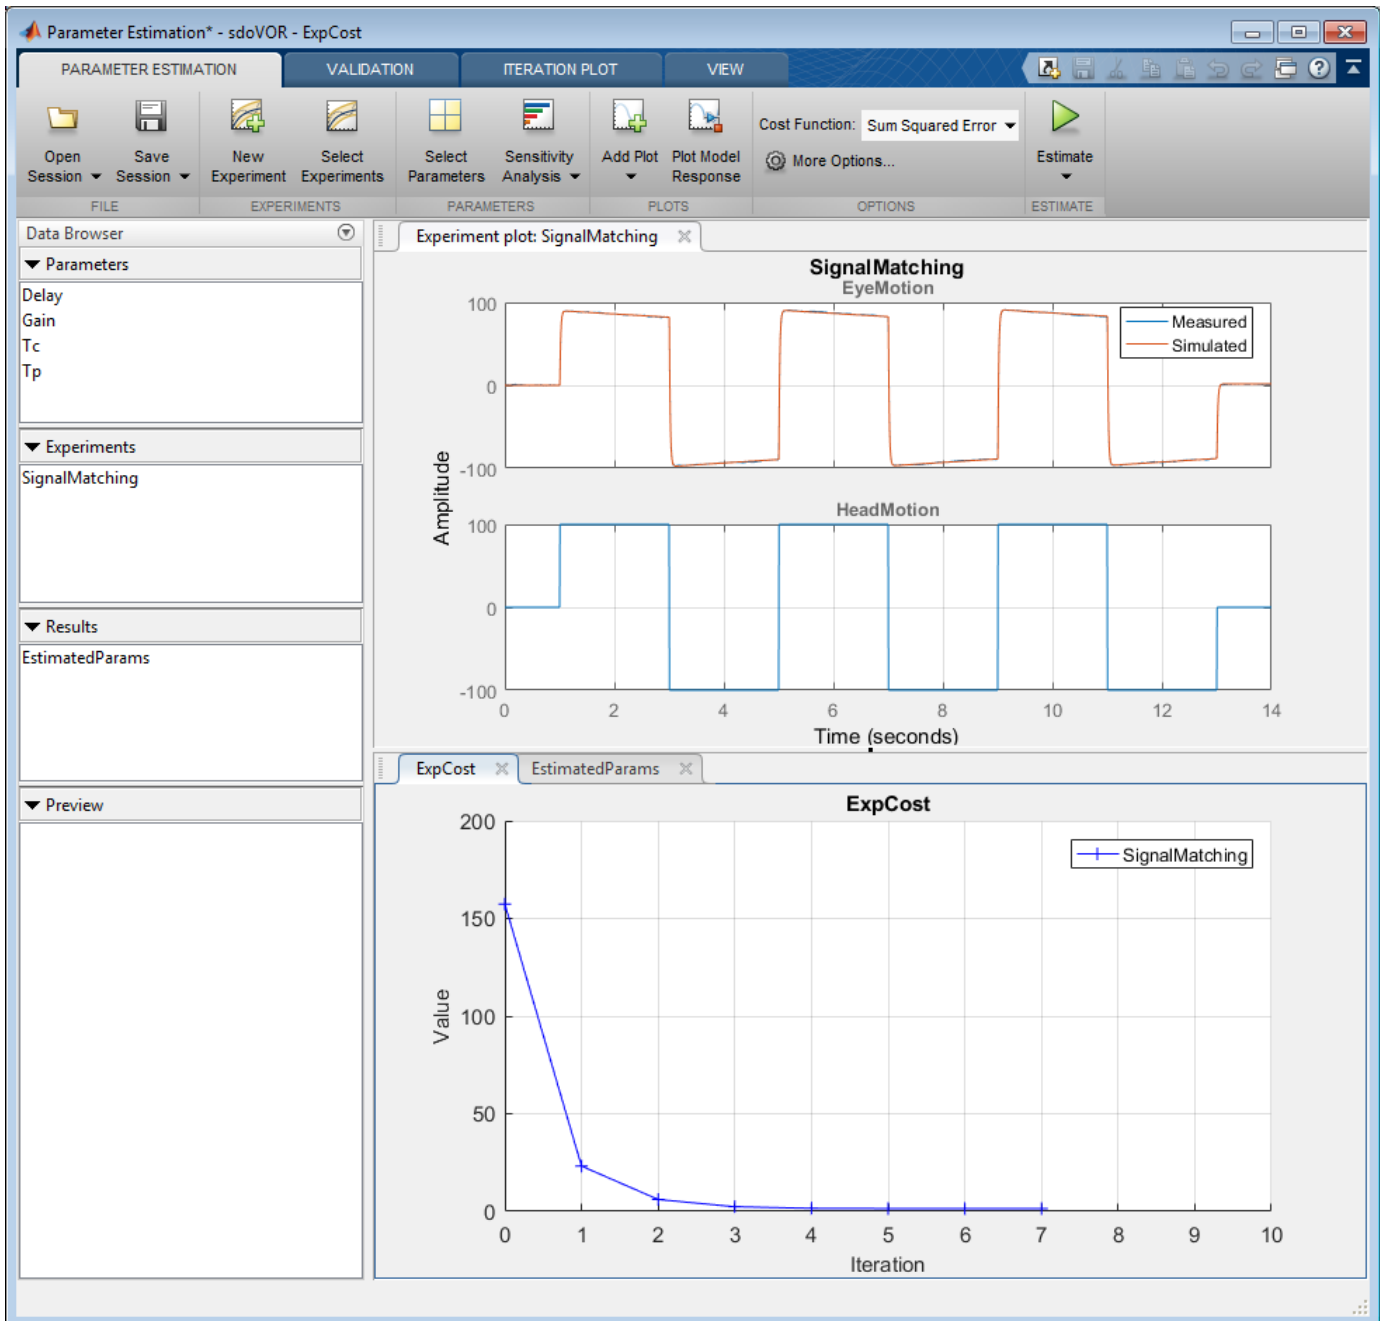 Parameter Estimation* - sdoVOR - ExpCost
PARAMETER ESTIMATION VALIDATION ITERATION PLOT VIEW
Open Session Save Session New Experiment Select Experiments Select Parameters Sensitivity Analysis Add Plot Plot Model Response Cost Function: Sum Squared Error Estimate
More Options...
FILE EXPERIMENTS PARAMETERS PLOTS OPTIONS ESTIMATE
Data Browser
Parameters
Delay
Gain
Tc
Tp
Experiments
SignalMatching
Results
EstimatedParams
Preview
Experiment plot: SignalMatching
SignalMatching
EyeMotion
100
0
-100
Measured
Simulated
Amplitude
HeadMotion
100
0
-100
0 2 4 6 8 10 12 14
Time (seconds)
ExpCost EstimatedParams
ExpCost
200
150
100
50
0
SignalMatching
Value
0 1 2 3 4 5 6 7 8 9 10
Iteration